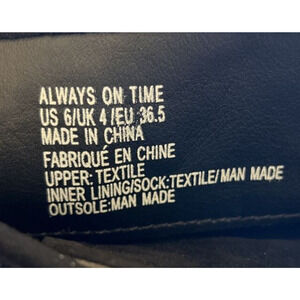 ALWAYS ON TIME
US 6/UK 4/EU 36.5
MADE IN CHINA
FABRIQUÉ EN CHINE
UPPER: TEXTILE
INNER LINING/SOCK:TEXTILE/MAN MADE
OUTSOLE:MAN MADE